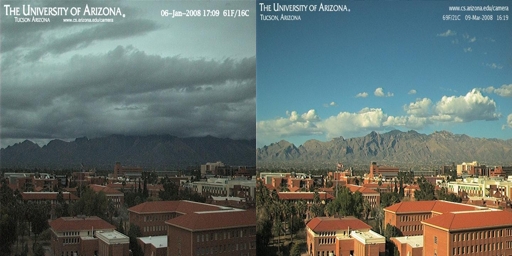 THE UNIVERSITY OF ARIZONA.
TUCSON ARIZONA www.cs.arizona.edu/camera
06-Jan-2008 17:09 61F/16C
THE UNIVERSITY OF ARIZONA.
TUCSON, ARIZONA
www.cs.arizona.edu/camera
69F/21C 09-Mar-2008 16:19